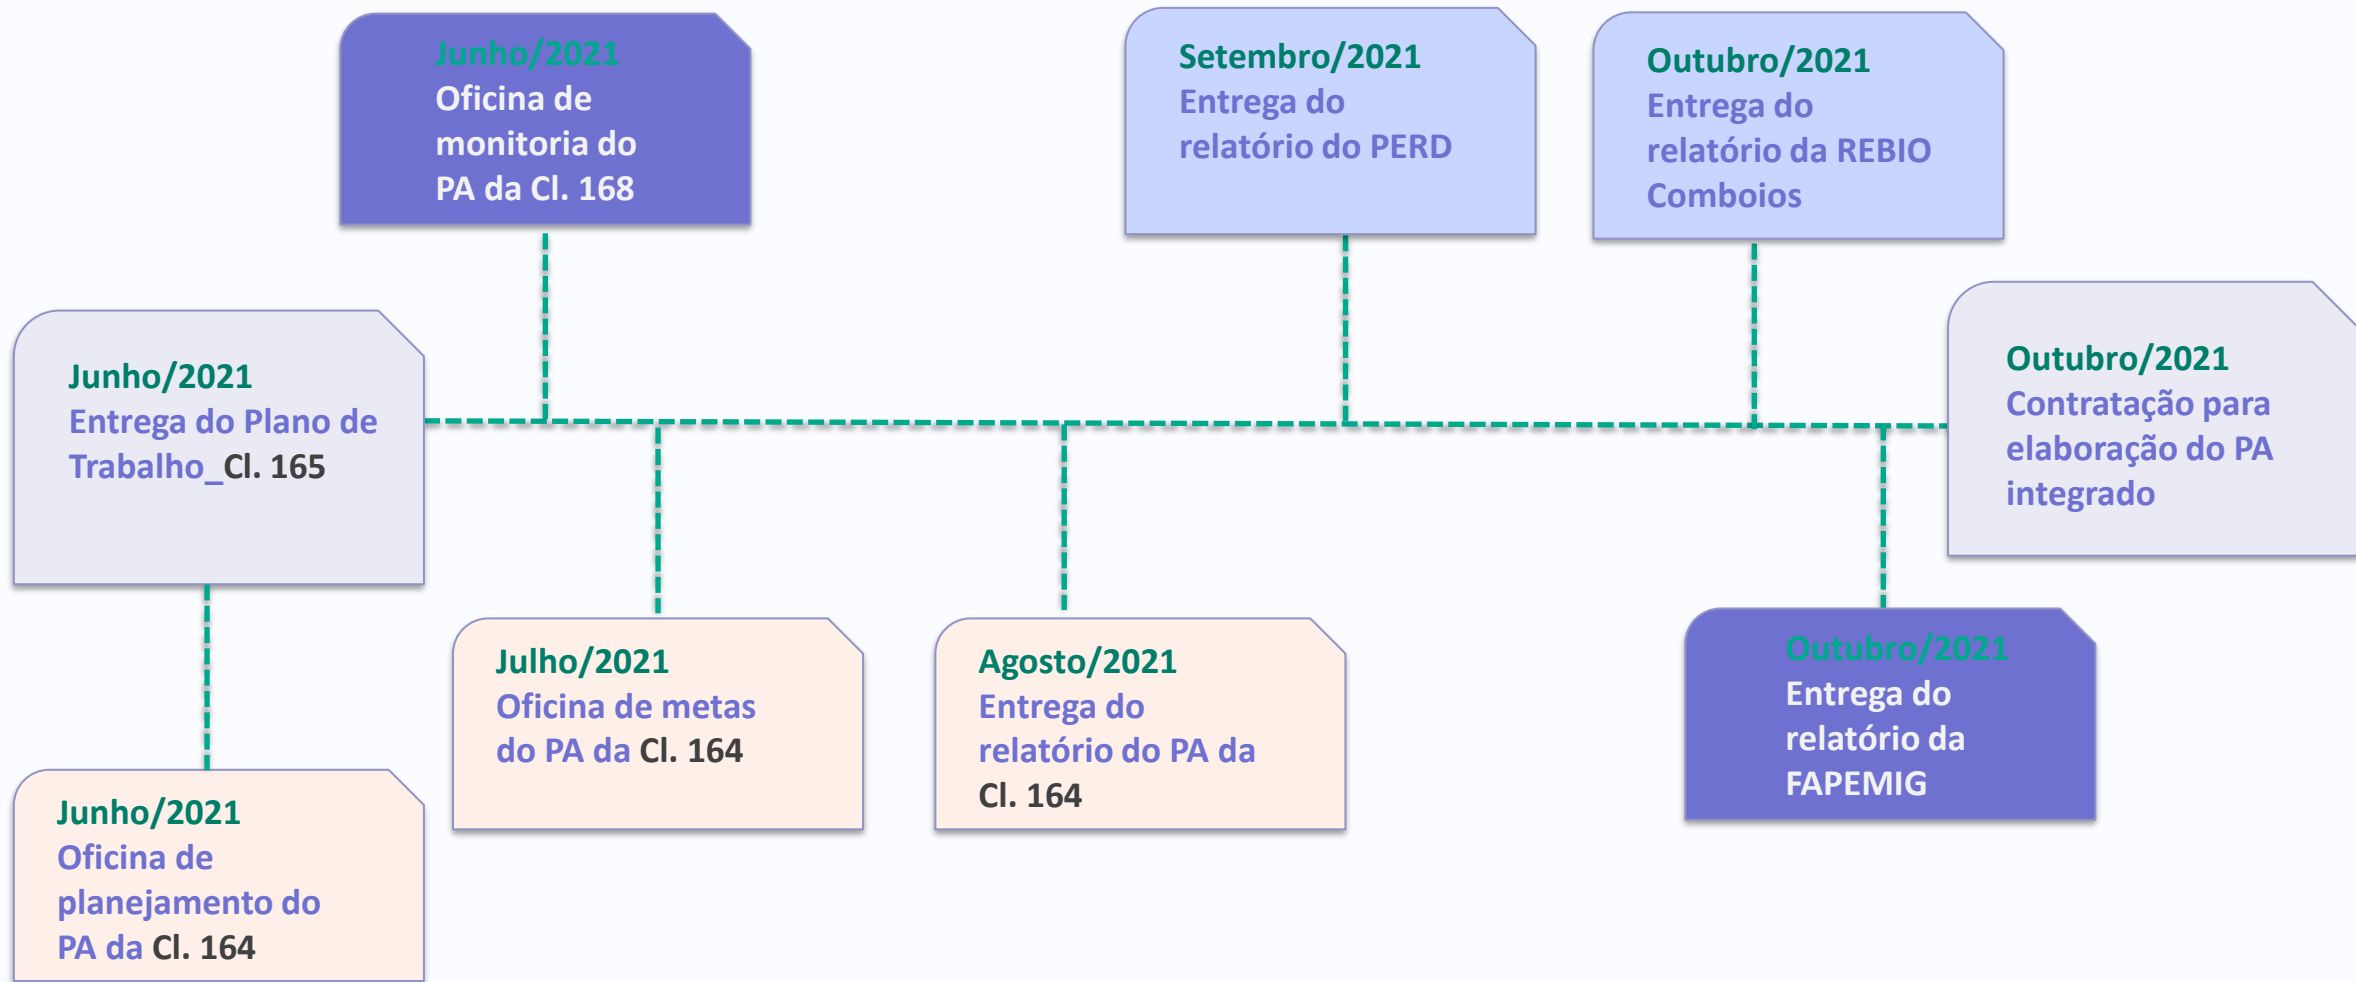 Junho/2021
Oficina de
monitoria do
PA da Cl. 168
Setembro/2021
Entrega do
relatório do PERD
Outubro/2021
Entrega do
relatório da REBIO
Comboios
Junho/2021
Entrega do Plano de
Trabalho_Cl. 165
Outubro/2021
Contratação para
elaboração do PA
integrado
Junho/2021
Oficina de
planejamento do
PA da Cl. 164
Julho/2021
Oficina de metas
do PA da Cl. 164
Agosto/2021
Entrega do
relatório do PA da
Cl. 164
Outubro/2021
Entrega do
relatório da
FAPEMIG